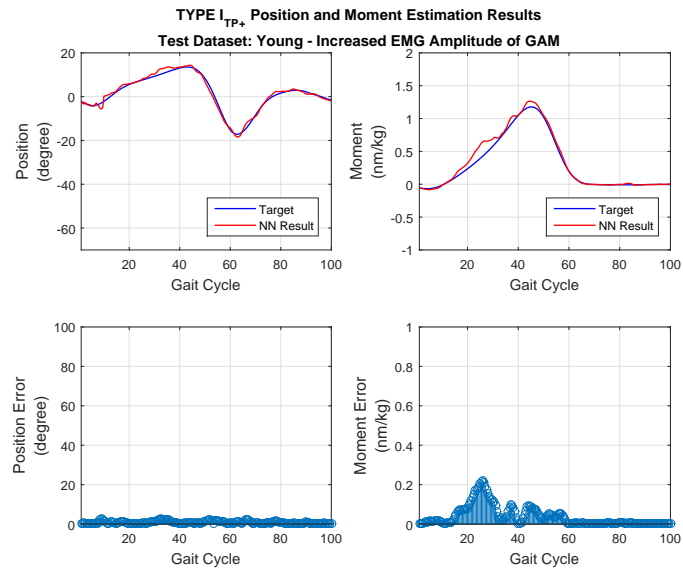 TYPE I_TP+ Position and Moment Estimation Results
Test Dataset: Young - Increased EMG Amplitude of GAM
20
0
-20
-40
-60
Position
(degree)
Target
NN Result
20 40 60 80 100
Gait Cycle
2
1.5
1
0.5
0
-0.5
-1
Moment
(nm/kg)
Target
NN Result
20 40 60 80 100
Gait Cycle
100
80
60
40
20
0
Position Error
(degree)
20 40 60 80 100
Gait Cycle
1
0.8
0.6
0.4
0.2
0
Moment Error
(nm/kg)
20 40 60 80 100
Gait Cycle